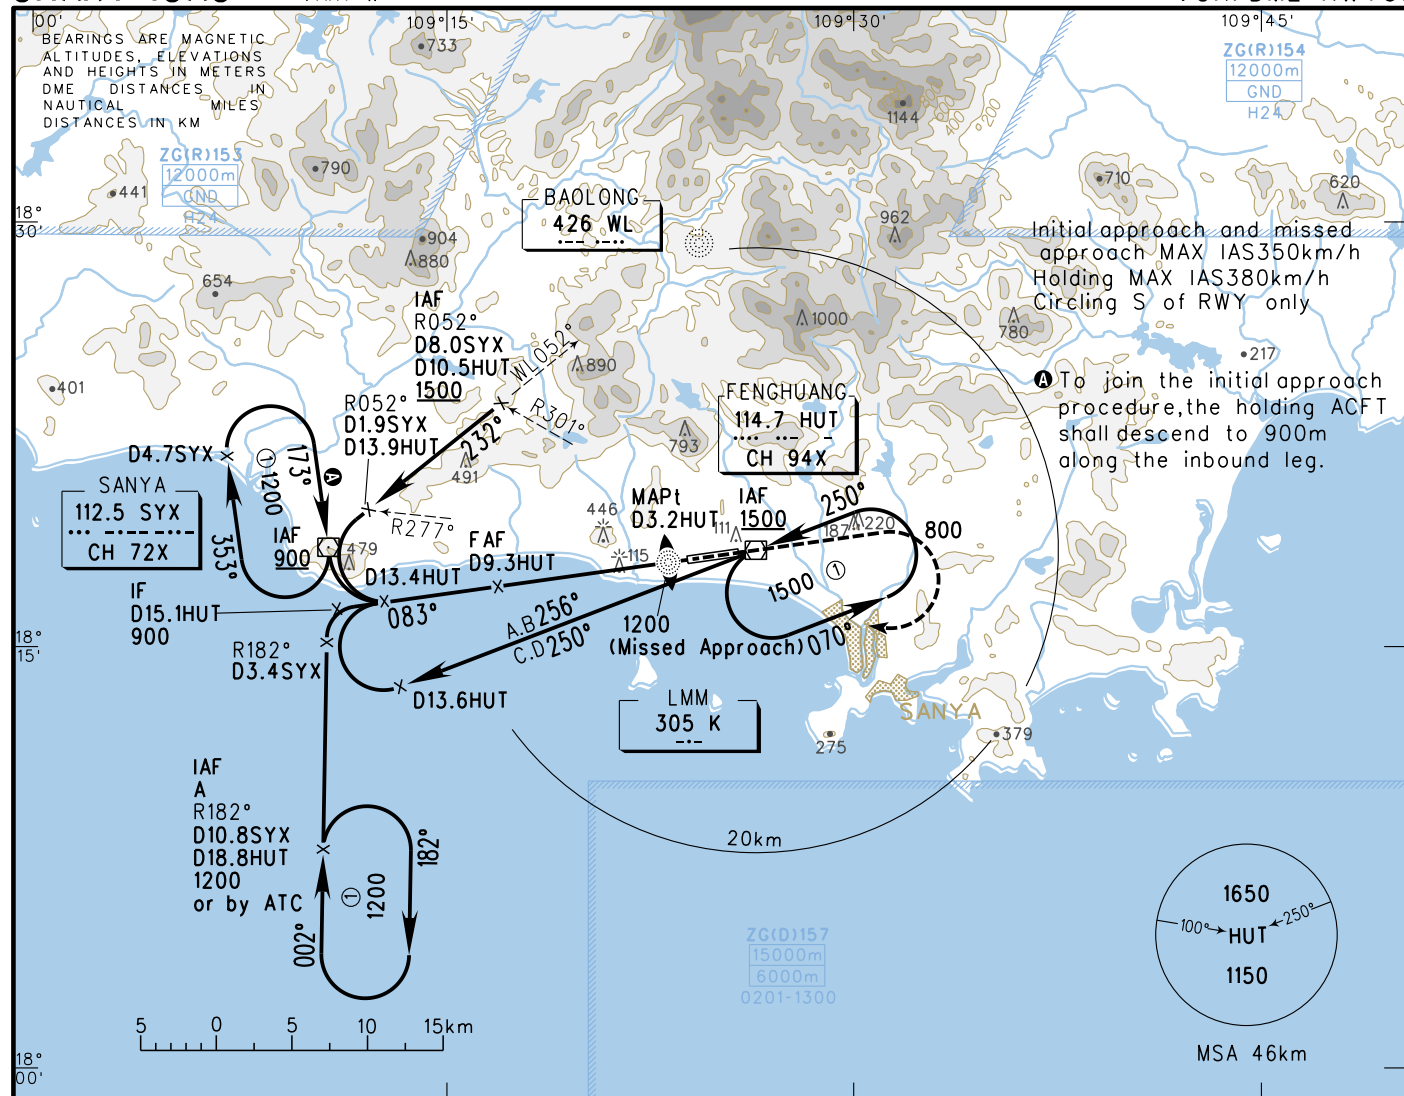 00'
109°15'
109°30'
109°45'
BEARINGS ARE MAGNETIC
ALTITUDES, ELEVATIONS
AND HEIGHTS IN METERS
DME DISTANCES IN
NAUTICAL MILES
DISTANCES IN KM
733
ZG(R)154
12000m
GND
H24
1144
400
200
ZG(R)153
12000m
GND
H24
790
441
710
620
18°
30'
BAOLONG
426 WL
962
904
880
654
Initial approach and missed
approach MAX IAS350km/h
Holding MAX IAS380km/h
Circling S of RWY only
IAF
R052°
D8.0SYX
D10.5HUT
1500
WL052°
1000
780
217
890
401
A To join the initial approach
procedure,the holding ACFT
shall descend to 900m
along the inbound leg.
R052°
D1.9SYX
D13.9HUT
R301°
232°
FENGHUANG
114.7 HUT
CH 94X
793
491
D4.7SYX
1 1200
173°
A
SANYA
112.5 SYX
CH 72X
353°
IAF
900
479
R277°
446
115
MAPt
D3.2HUT
111
IAF
1500
250°
187
220
800
FAF
D9.3HUT
D13.4HUT
083°
IF
D15.1HUT
900
1500 1
070°
A.B256°
C.D250°
1200
(Missed Approach)
18°
15'
R182°
D3.4SYX
D13.6HUT
LMM
305 K
SANYA
275
379
IAF
A
R182°
D10.8SYX
D18.8HUT
1200
or by ATC
182°
1 1200
002°
20km
1650
100°
HUT
250°
1150
MSA 46km
ZG(D)157
15000m
6000m
0201-1300
5 0 5 10 15km
18°
00'